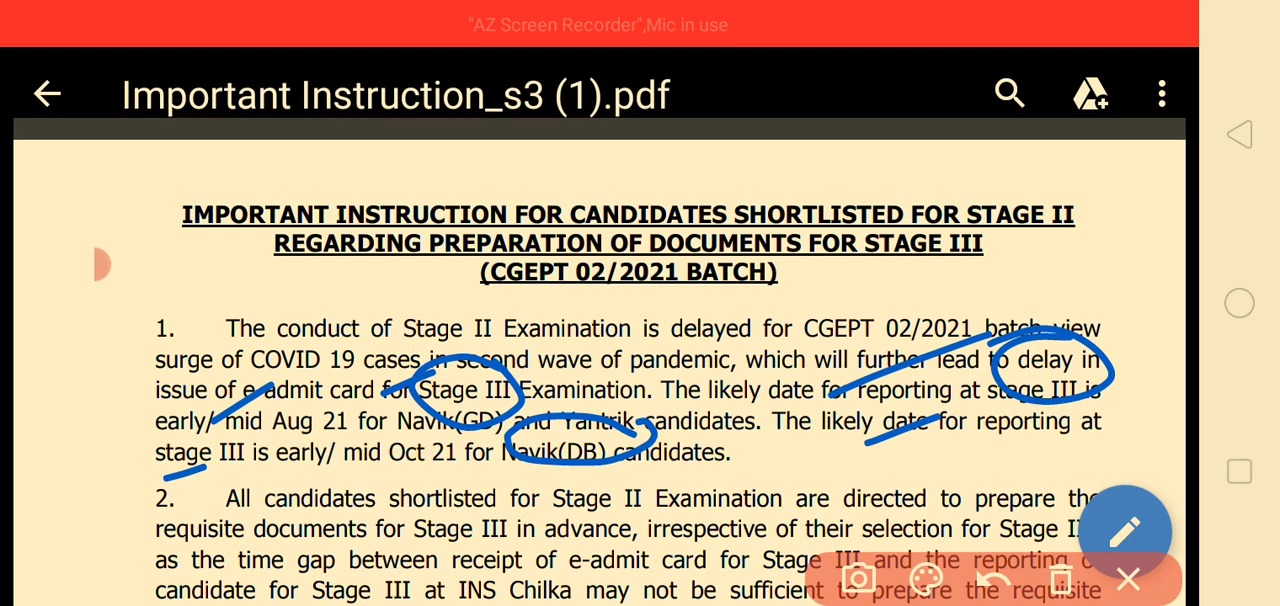 "AZ Screen Recorder",Mic in use
Important Instruction_s3 (1).pdf
IMPORTANT INSTRUCTION FOR CANDIDATES SHORTLISTED FOR STAGE II
REGARDING PREPARATION OF DOCUMENTS FOR STAGE III
(CGEPT 02/2021 BATCH)
1. The conduct of Stage II Examination is delayed for CGEPT 02/2021 batch view
surge of COVID 19 cases in second wave of pandemic, which will further lead to delay in
issue of e-admit card for Stage III Examination. The likely date for reporting at stage III is
early/ mid Aug 21 for Navik(GD) and Yantrik candidates. The likely date for reporting at
stage III is early/ mid Oct 21 for Navik(DB) candidates.
2. All candidates shortlisted for Stage II Examination are directed to prepare the
requisite documents for Stage III in advance, irrespective of their selection for Stage
as the time gap between receipt of e-admit card for Stage III and the reporting
candidate for Stage III at INS Chilka may not be sufficient to prepare the requisite